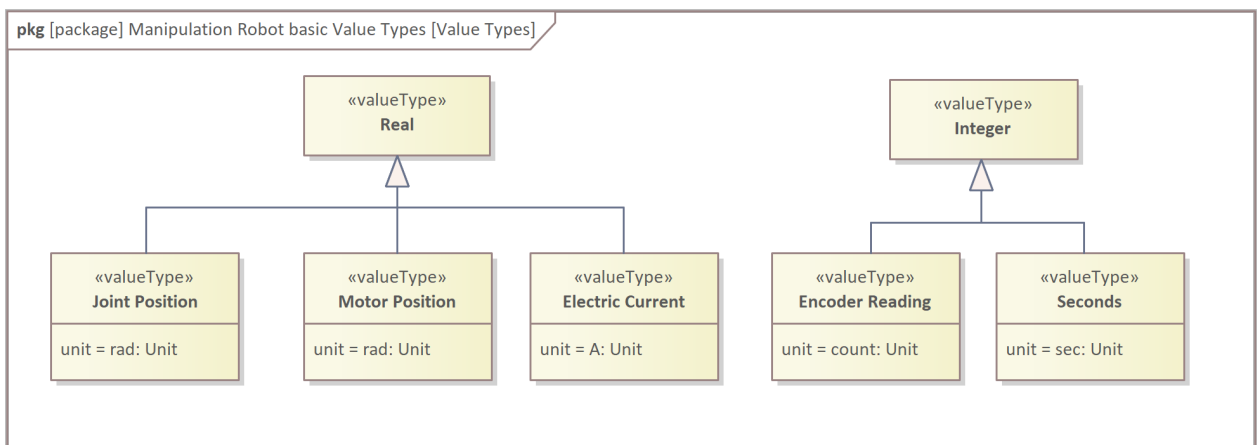 pkg [package] Manipulation Robot basic Value Types [Value Types]
«valueType»
Real
«valueType»
Integer
«valueType»
Joint Position
unit = rad: Unit
«valueType»
Motor Position
unit = rad: Unit
«valueType»
Electric Current
unit = A: Unit
«valueType»
Encoder Reading
unit = count: Unit
«valueType»
Seconds
unit = sec: Unit